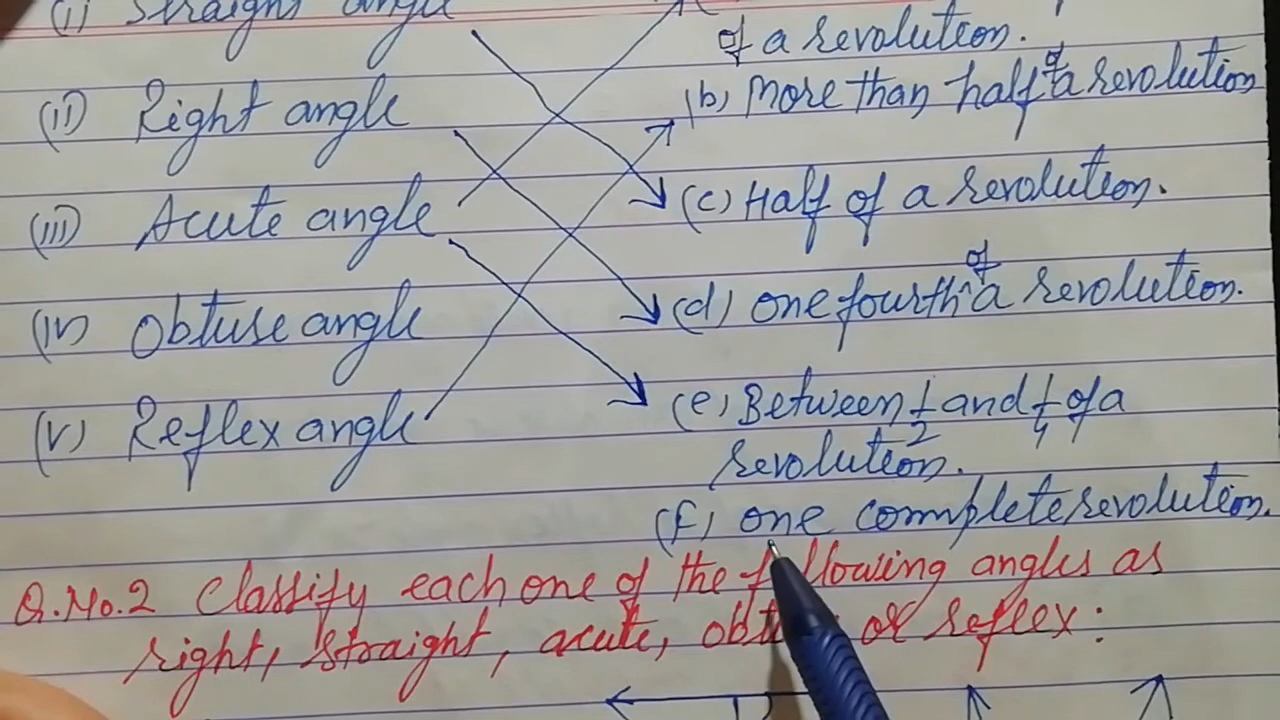 (i) Straight angle
of a revolution.
(ii) Right angle
(b) More than half of a revolution
(iii) Acute angle
(c) Half of a revolution.
(iv) Obtuse angle
(d) one fourth of a revolution.
(v) Reflex angle
(e) Between 1/2 and 1/4 of a
revolution.
(f) one complete revolution.
Q.No.2 Classify each one of the following angles as
right, straight, acute, obtuse or reflex: